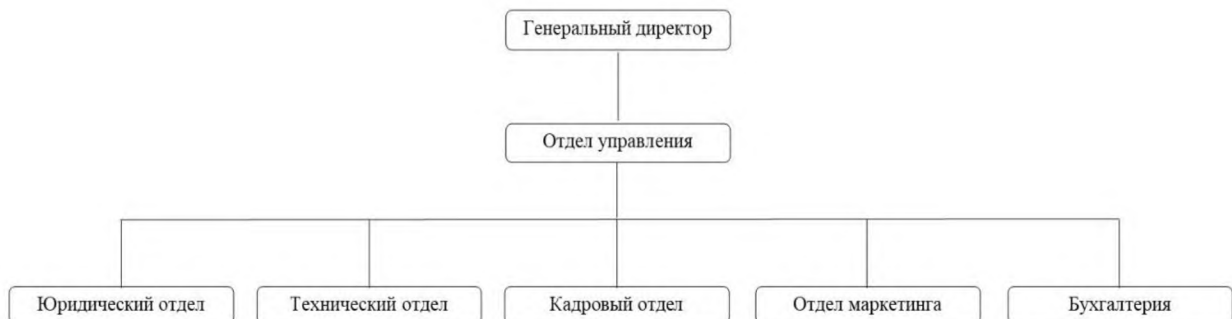 Генеральный директор
Отдел управления
Юридический отдел
Технический отдел
Кадровый отдел
Отдел маркетинга
Бухгалтерия